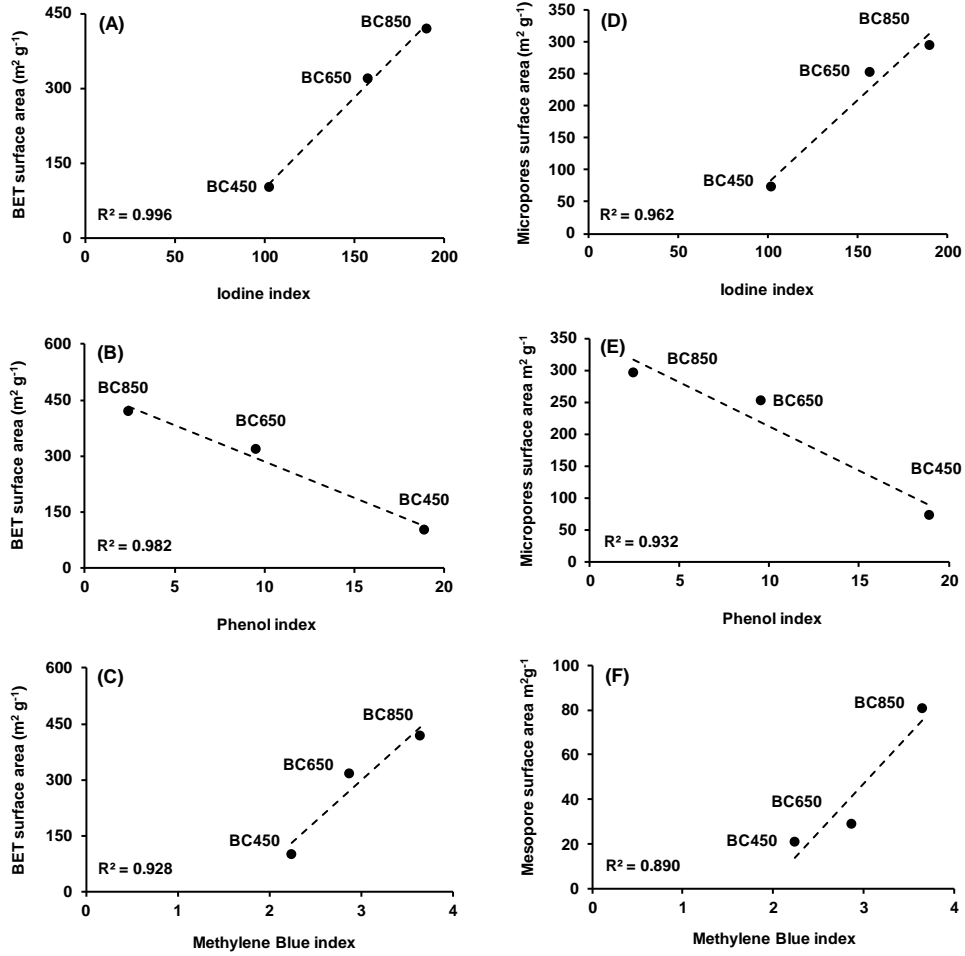 (A)
BET surface area (m² g⁻¹)
450
300
150
0
BC850
BC650
BC450
R² = 0.996
0 50 100 150 200
Iodine index
(D)
Micropores surface area (m² g⁻¹)
350
300
250
200
150
100
50
0
BC850
BC650
BC450
R² = 0.962
0 50 100 150 200
Iodine index
(B)
BET surface area (m² g⁻¹)
600
450
300
150
0
BC850
BC650
BC450
R² = 0.982
0 5 10 15 20
Phenol index
(E)
Micropores surface area m² g⁻¹
350
300
250
200
150
100
50
0
BC850
BC650
BC450
R² = 0.932
0 5 10 15 20
Phenol index
(C)
BET surface area (m² g⁻¹)
600
450
300
150
0
BC850
BC650
BC450
R² = 0.928
0 1 2 3 4
Methylene Blue index
(F)
Mesopore surface area m²g⁻¹
100
80
60
40
20
0
BC850
BC650
BC450
R² = 0.890
0 1 2 3 4
Methylene Blue index